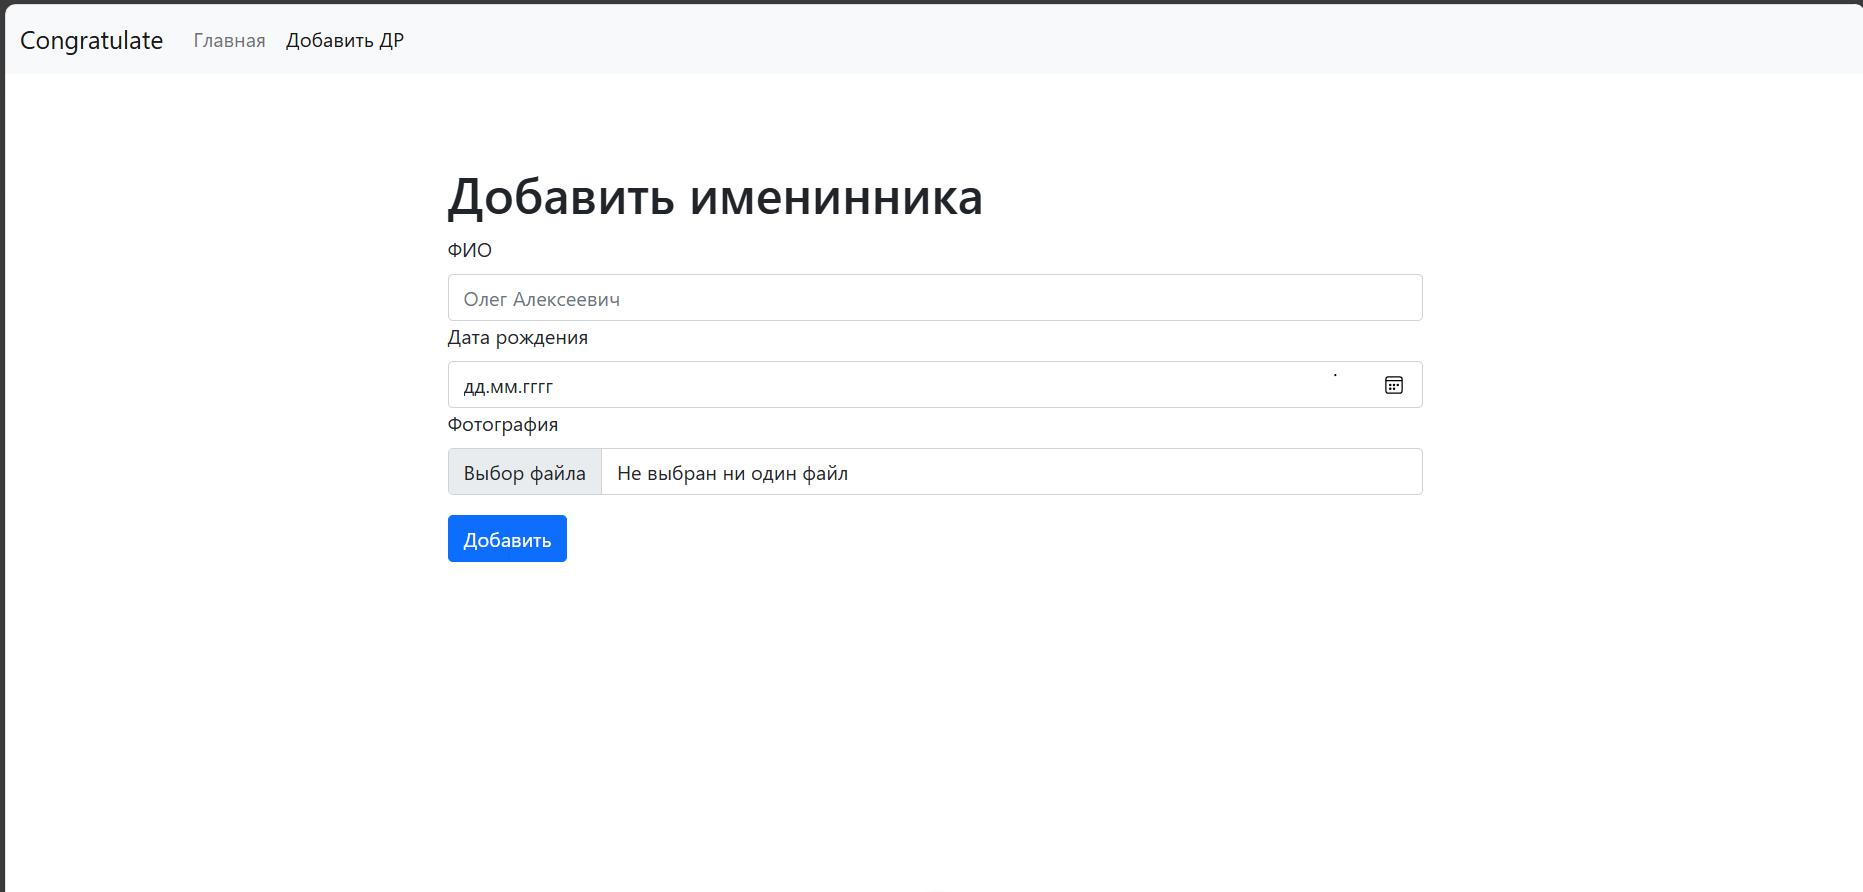 Congratulate Главная Добавить ДР
Добавить именинника
ФИО
Олег Алексеевич
Дата рождения
дд.мм.гггг
Фотография
Выбор файла Не выбран ни один файл
Добавить